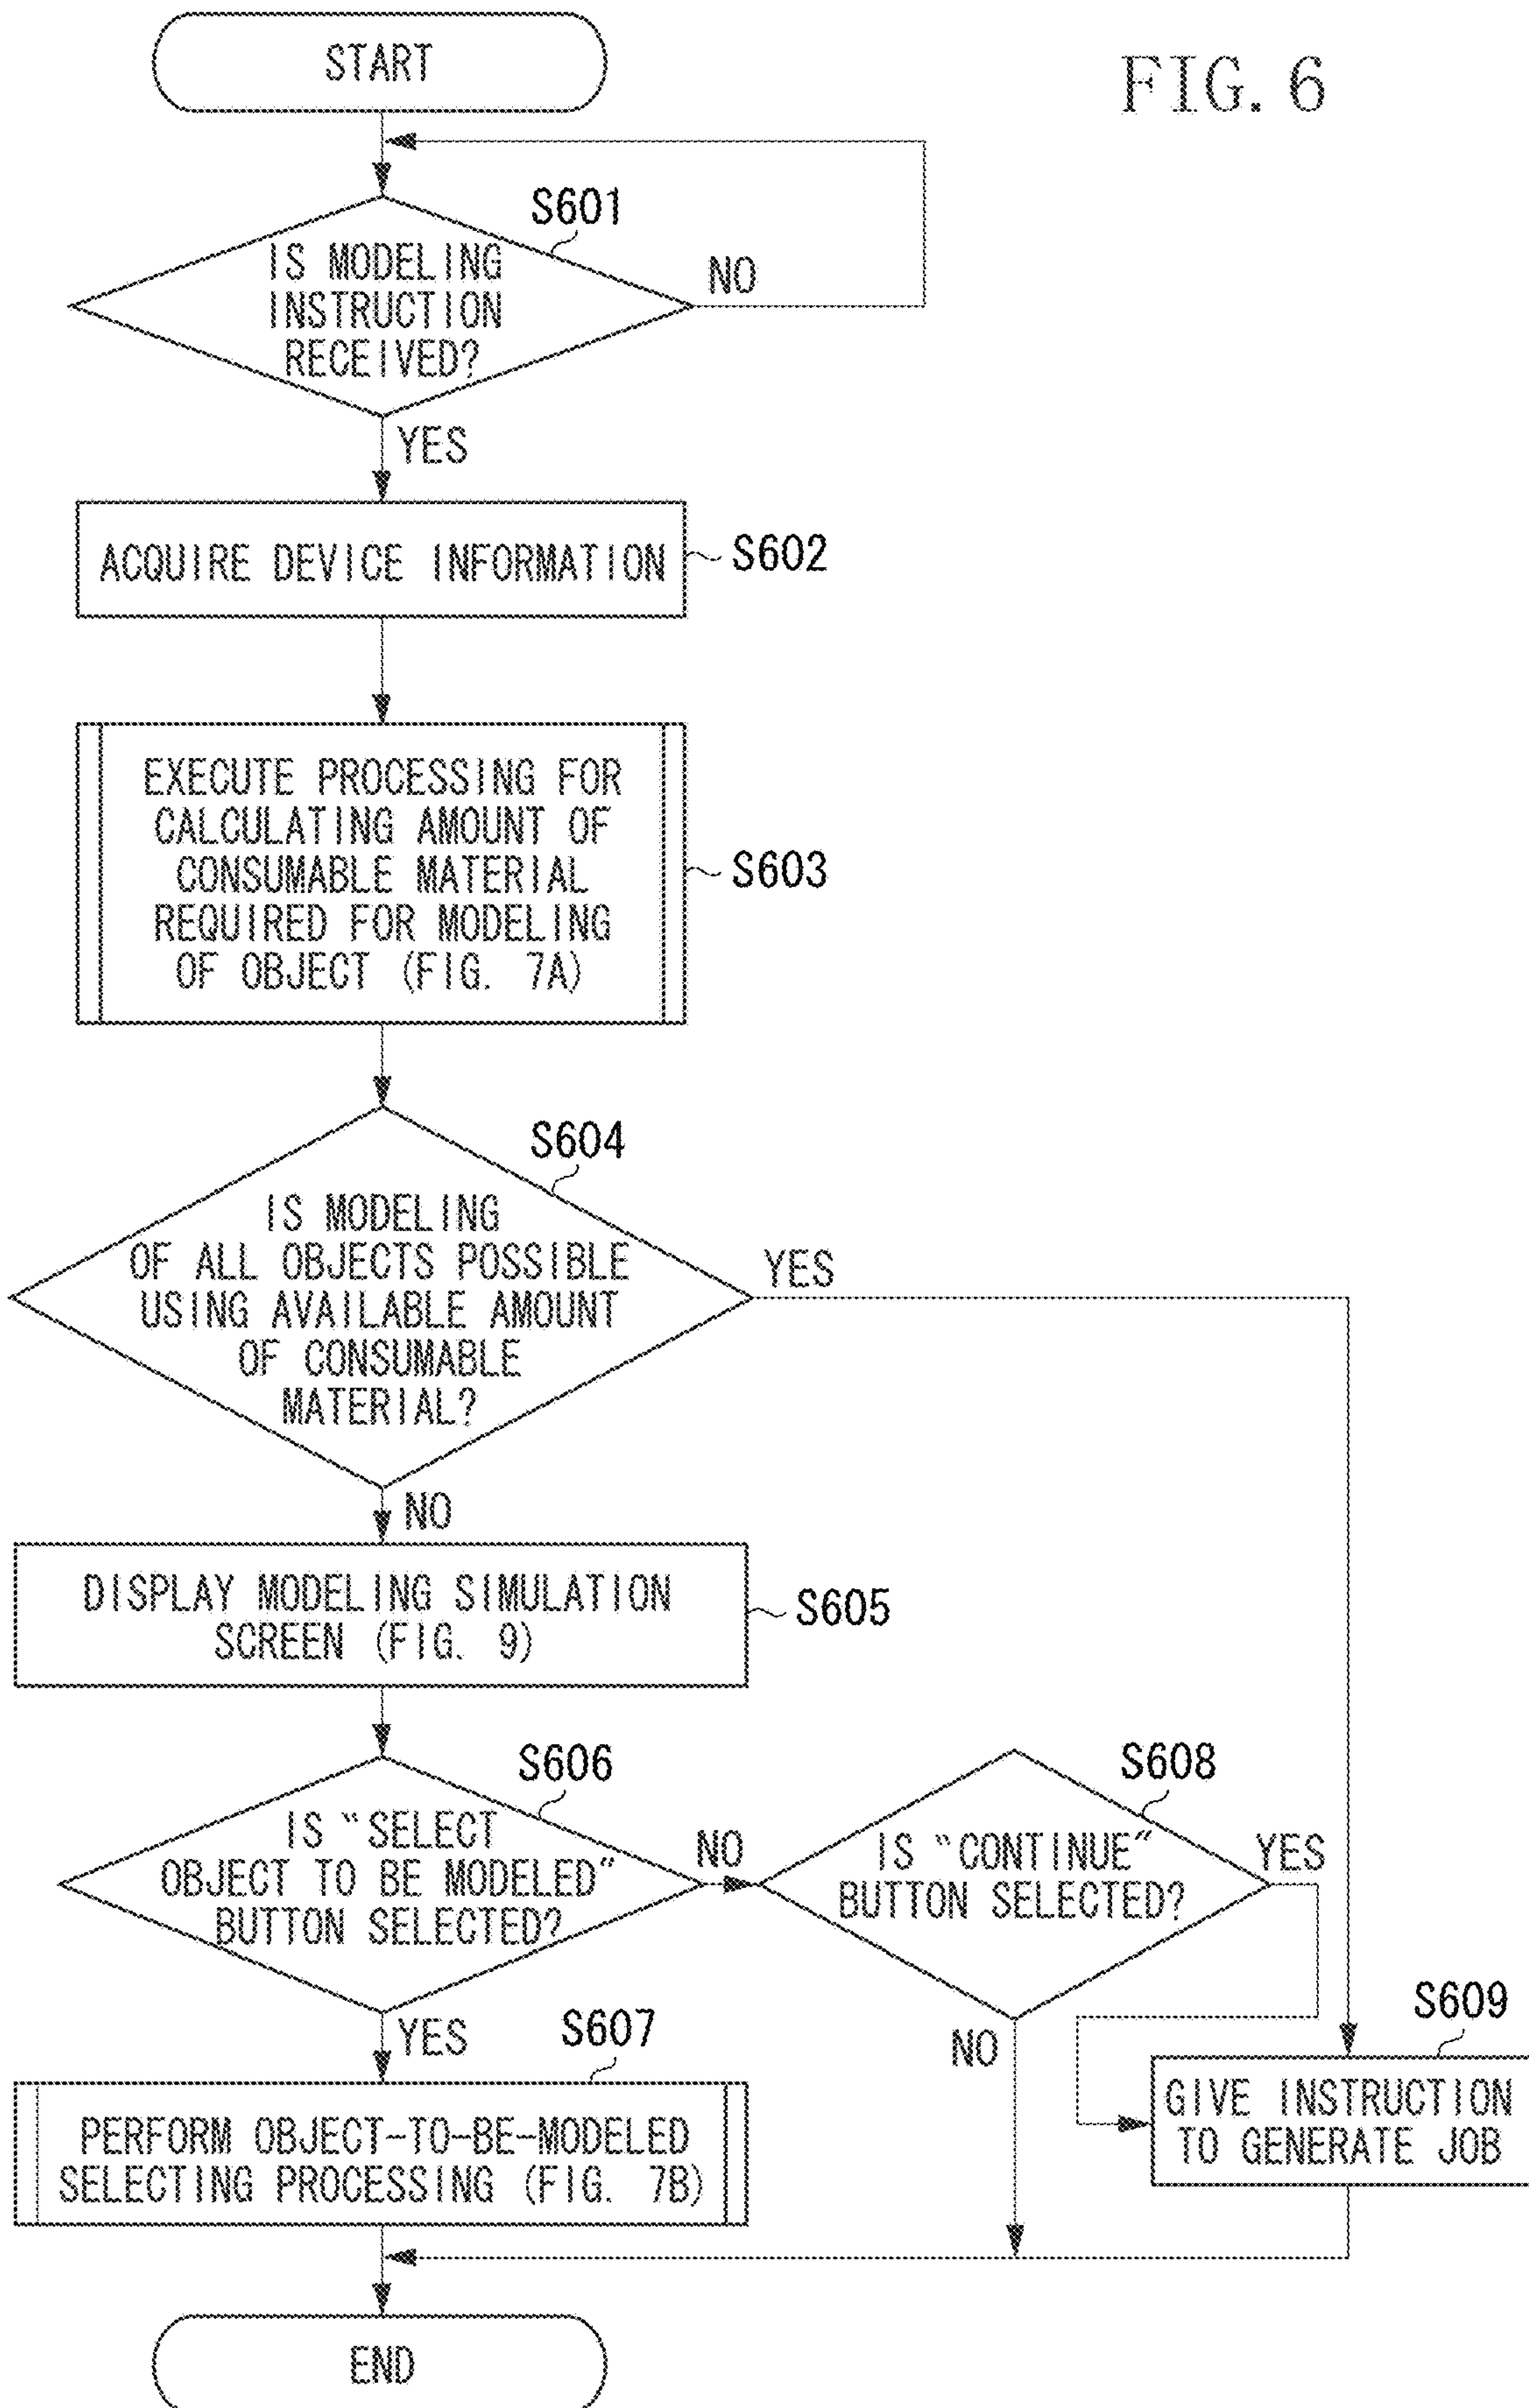 START
FIG. 6
S601
IS MODELING
INSTRUCTION
RECEIVED?
NO
YES
ACQUIRE DEVICE INFORMATION
S602
EXECUTE PROCESSING FOR
CALCULATING AMOUNT OF
CONSUMABLE MATERIAL
REQUIRED FOR MODELING
OF OBJECT (FIG. 7A)
S603
S604
IS MODELING
OF ALL OBJECTS POSSIBLE
USING AVAILABLE AMOUNT
OF CONSUMABLE
MATERIAL?
YES
NO
DISPLAY MODELING SIMULATION
SCREEN (FIG. 9)
S605
S606
IS "SELECT
OBJECT TO BE MODELED"
BUTTON SELECTED?
NO
YES
S608
IS "CONTINUE"
BUTTON SELECTED?
YES
NO
S607
PERFORM OBJECT-TO-BE-MODELED
SELECTING PROCESSING (FIG. 7B)
S609
GIVE INSTRUCTION
TO GENERATE JOB
END